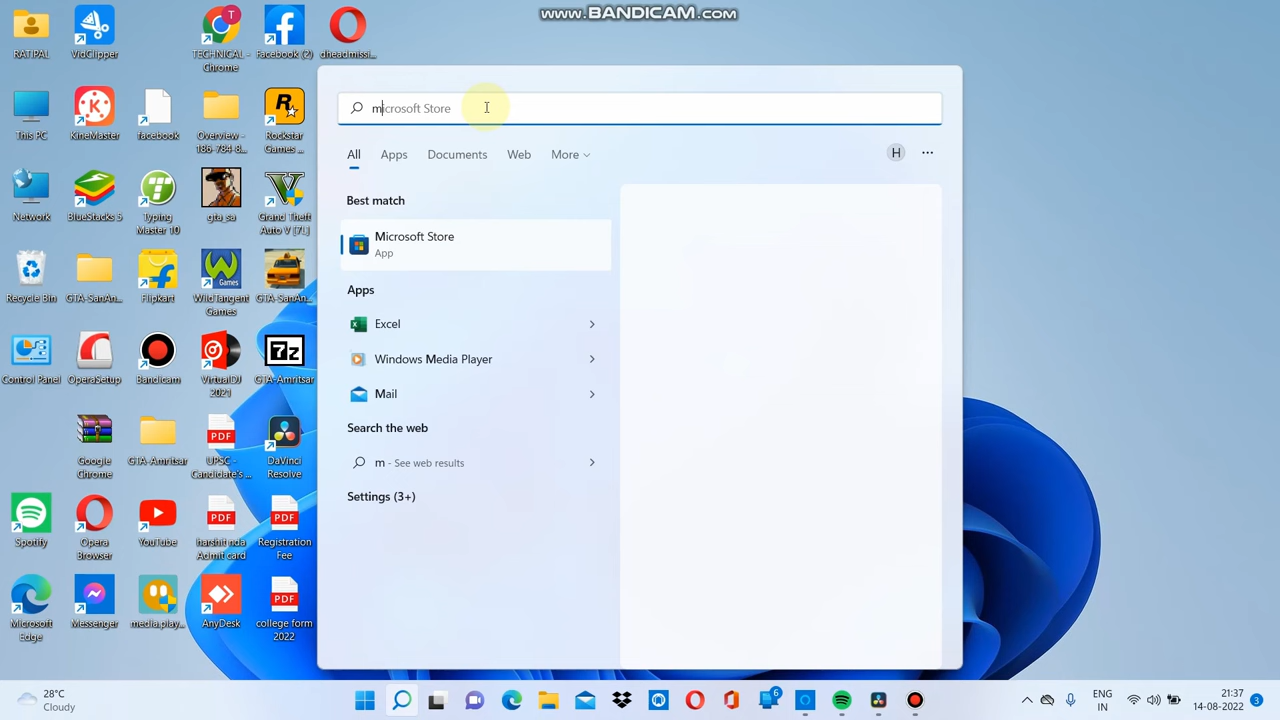 www.BANDICAM.com
RATIPAL
VidClipper
TECHNICAL - Chrome
Facebook (2)
dheadmissi...
This PC
KineMaster
facebook
Overview - 186-784-8...
Rockstar Games ...
Network
BlueStacks 5
Typing Master 10
gta_sa
Grand Theft Auto V [7L]
Recycle Bin
GTA-SanAn...
Flipkart
WildTangent Games
GTA-SanAn...
Control Panel
OperaSetup
Bandicam
VirtualDJ 2021
GTA-Amritsar
Google Chrome
GTA-Amritsar
UPSC - Candidate's ...
DaVinci Resolve
Spotify
Opera Browser
YouTube
harshit nda Admit card
Registration Fee
Microsoft Edge
Messenger
media.play...
AnyDesk
college form 2022
microsoft Store
All Apps Documents Web More
H ...
Best match
Microsoft Store
App
Apps
Excel
Windows Media Player
Mail
Search the web
m - See web results
Settings (3+)
28°C
Cloudy
6
ENG
IN
21:37
14-08-2022
3